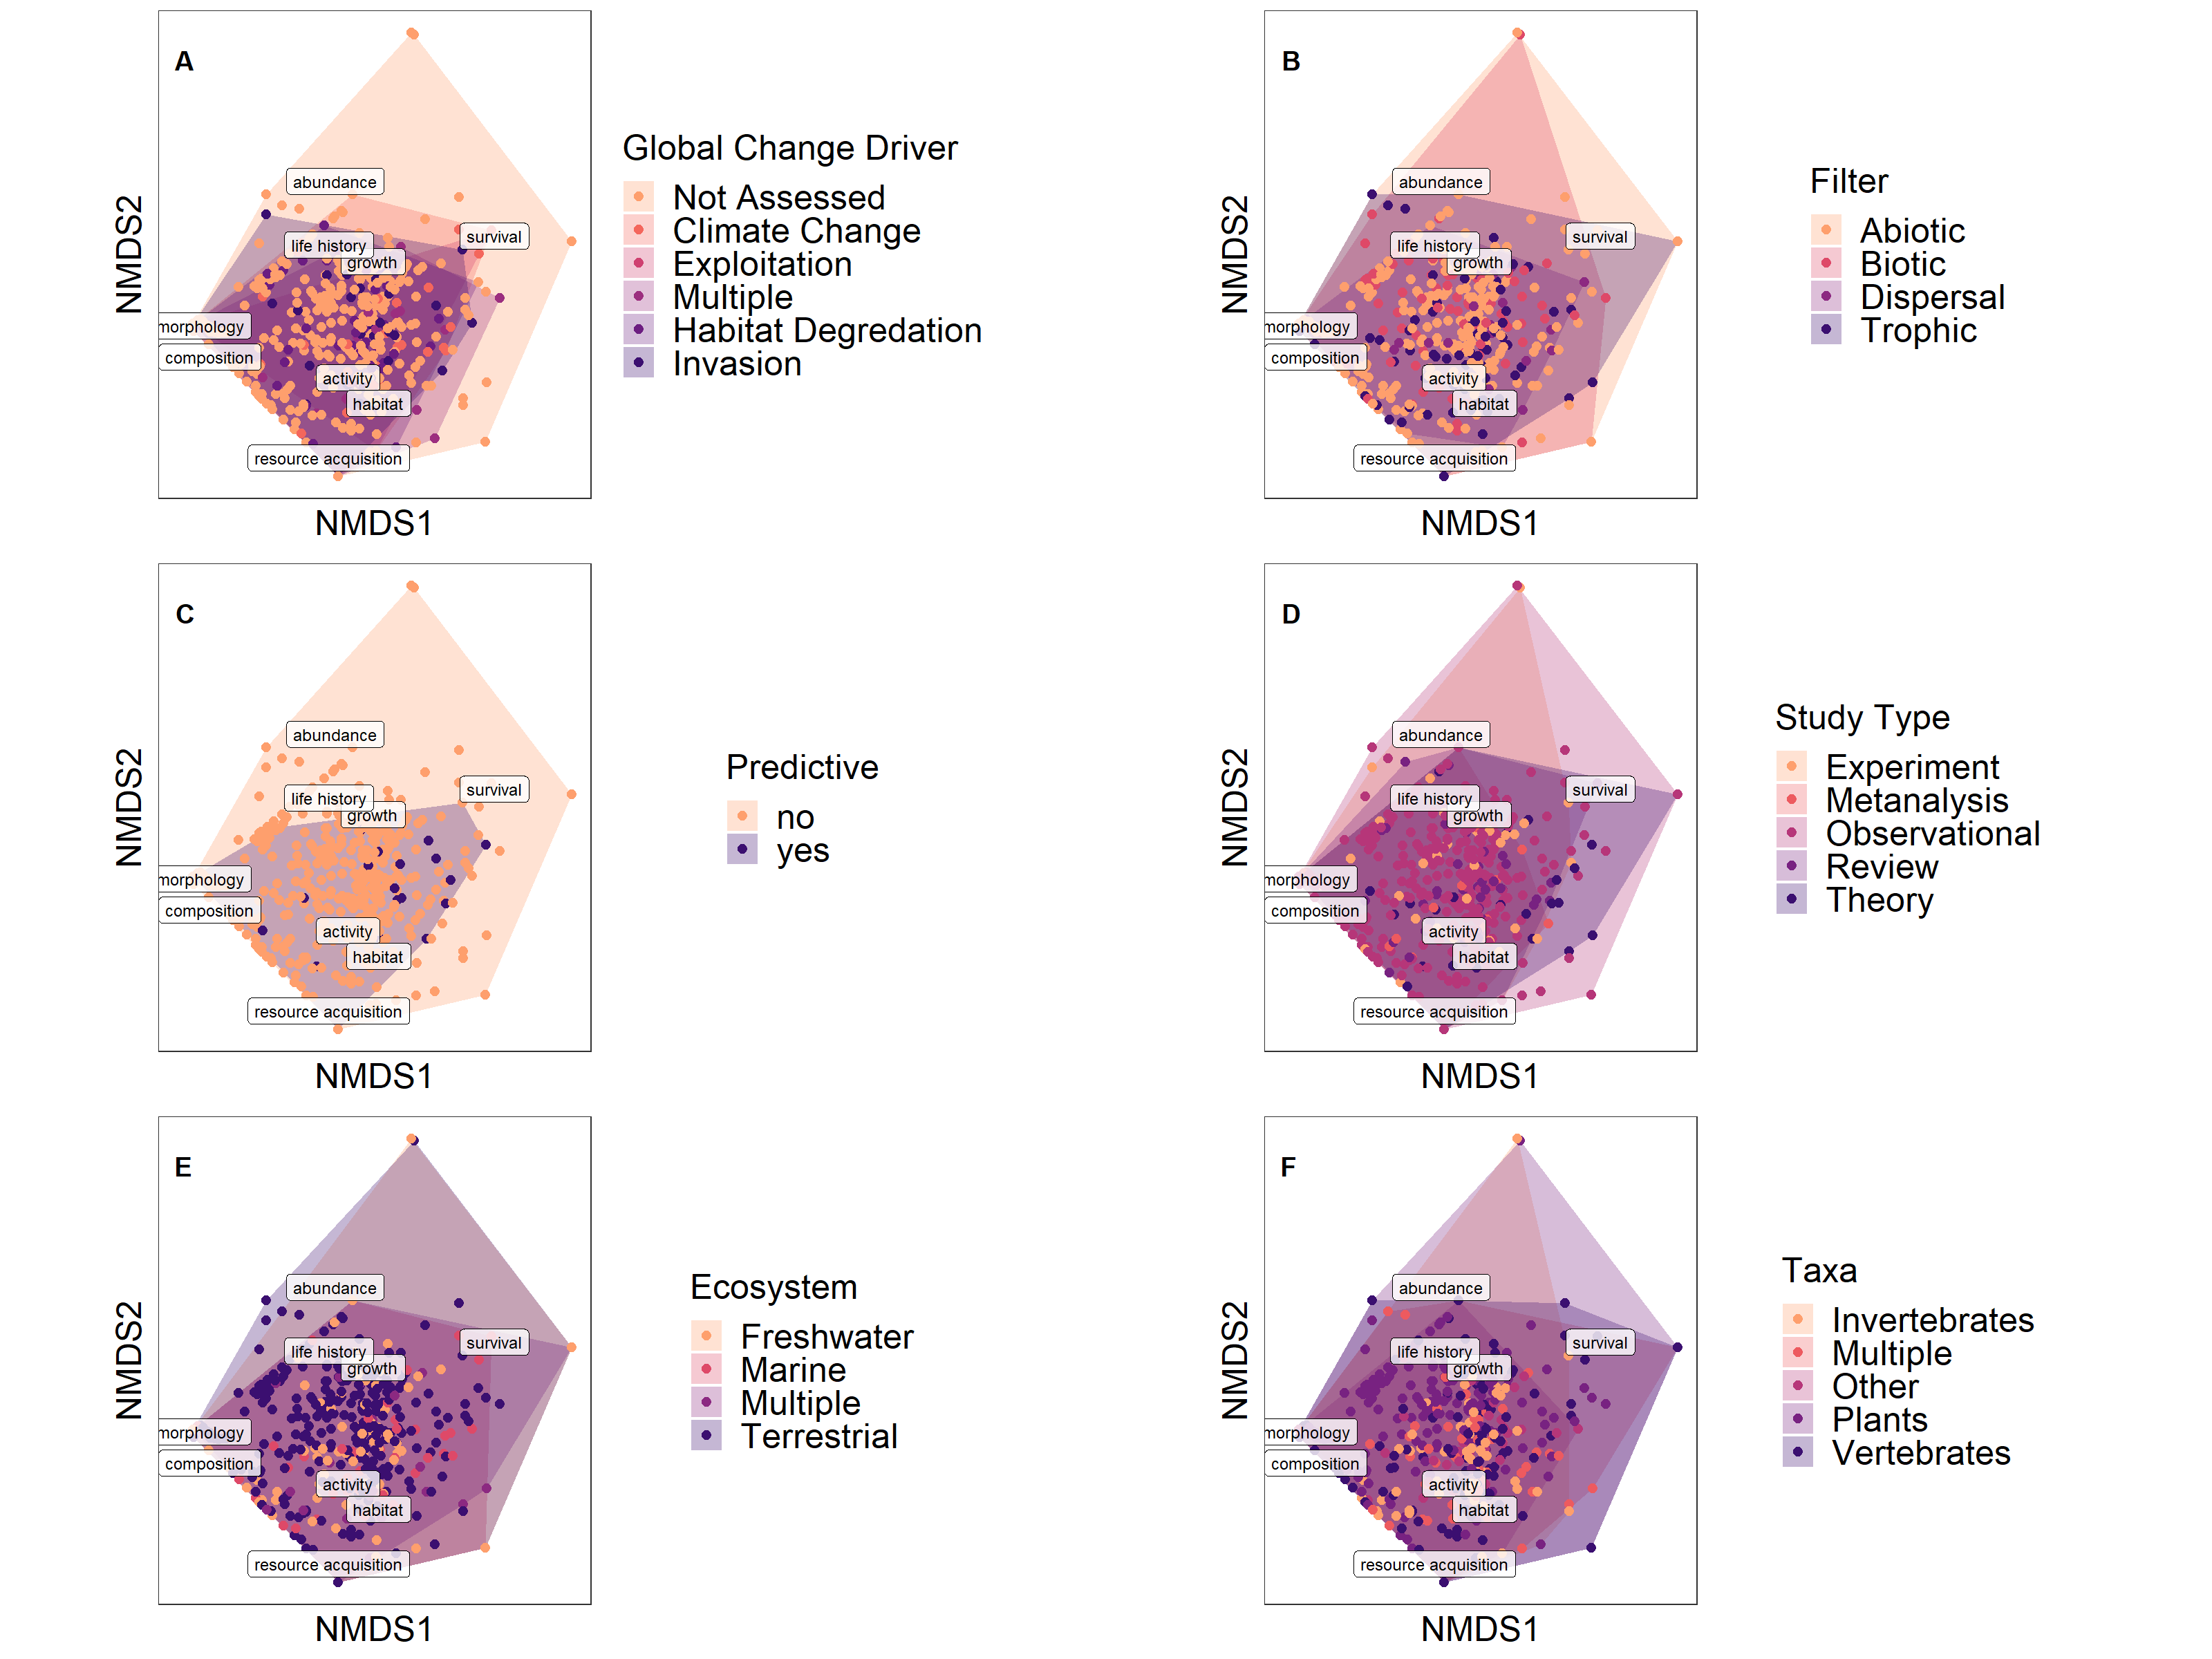 A
abundance
survival
life history
growth
morphology
composition
activity
habitat
resource acquisition
NMDS2
NMDS1
Global Change Driver
Not Assessed
Climate Change
Exploitation
Multiple
Habitat Degredation
Invasion
B
abundance
survival
life history
growth
morphology
composition
activity
habitat
resource acquisition
NMDS2
NMDS1
Filter
Abiotic
Biotic
Dispersal
Trophic
C
abundance
survival
life history
growth
morphology
composition
activity
habitat
resource acquisition
NMDS2
NMDS1
Predictive
no
yes
D
abundance
survival
life history
growth
morphology
composition
activity
habitat
resource acquisition
NMDS2
NMDS1
Study Type
Experiment
Metanalysis
Observational
Review
Theory
E
abundance
survival
life history
growth
morphology
composition
activity
habitat
resource acquisition
NMDS2
NMDS1
Ecosystem
Freshwater
Marine
Multiple
Terrestrial
F
abundance
survival
life history
growth
morphology
composition
activity
habitat
resource acquisition
NMDS2
NMDS1
Taxa
Invertebrates
Multiple
Other
Plants
Vertebrates